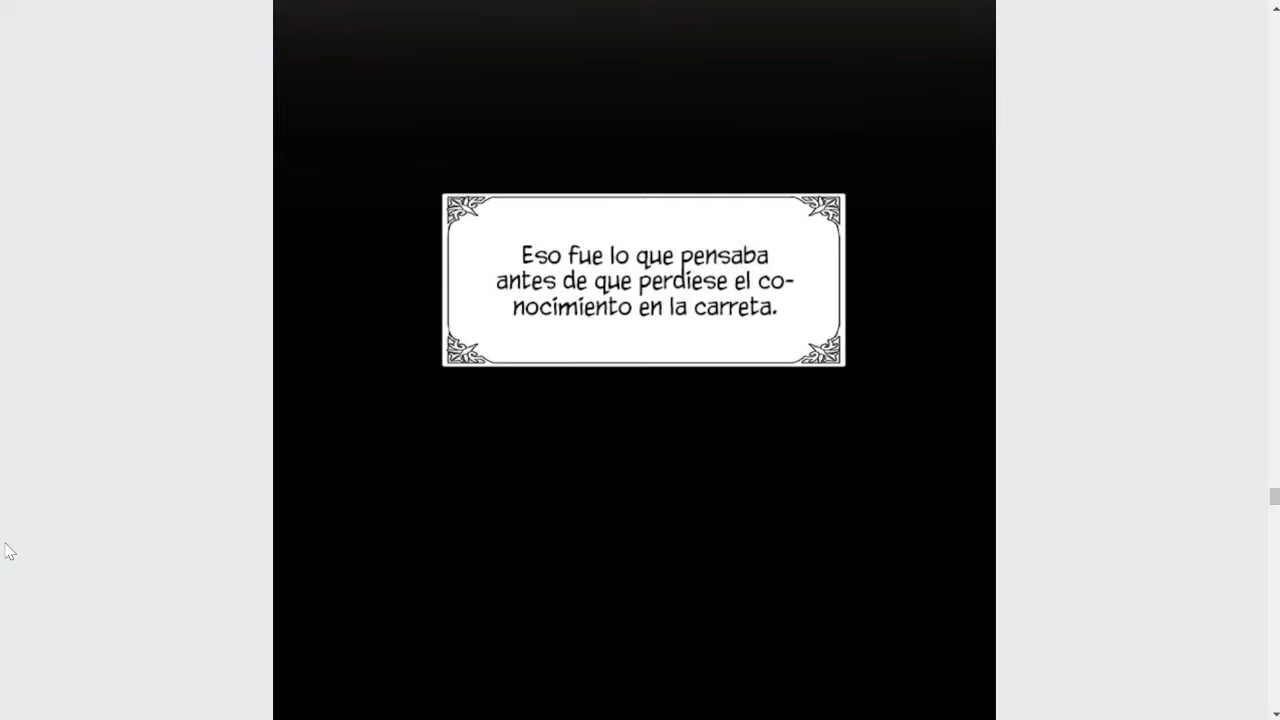 Eso fue lo que pensaba
antes de que perdiese el co-
nocimiento en la carreta.